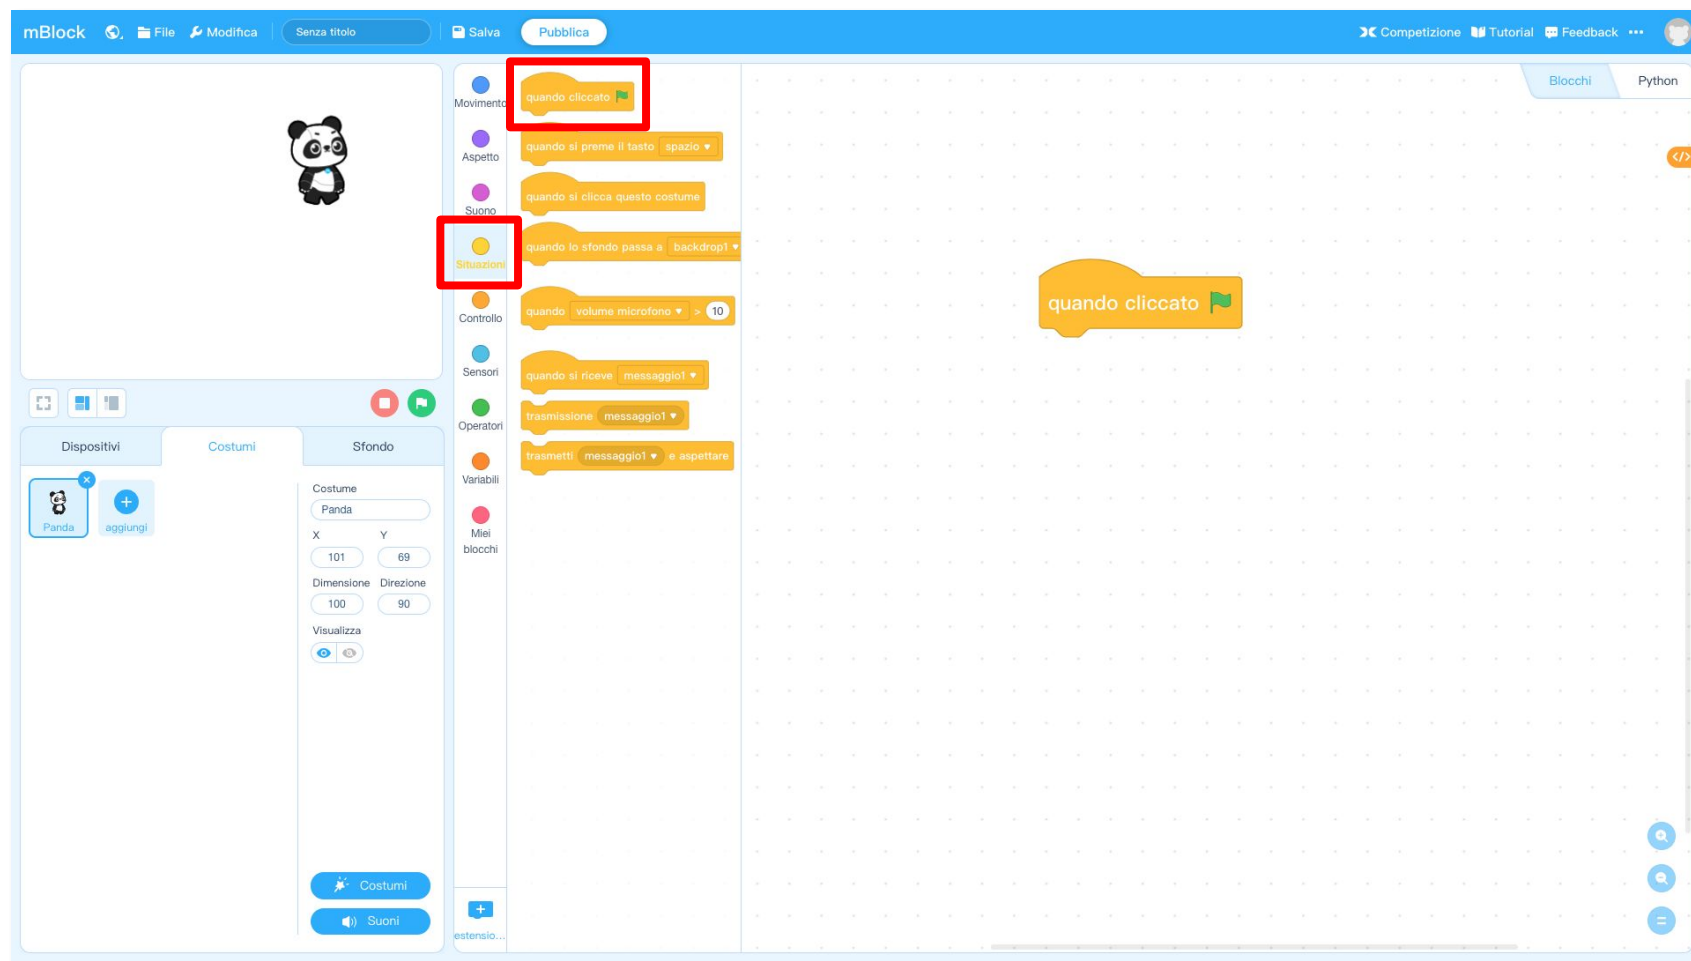 mBlock File Modifica Senza titolo Salva Pubblica Competizione Tutorial Feedback
Blocchi Python
Movimento
Aspetto
Suono
Situazioni
Controllo
Sensori
Operatori
Variabili
Miei
blocchi
estensio...
quando cliccato
quando si preme il tasto spazio
quando si clicca questo costume
quando lo sfondo passa a backdrop1
quando volume microfono > 10
quando si riceve messaggio1
trasmissione messaggio1
trasmetti messaggio1 e aspettare
quando cliccato
Dispositivi Costumi Sfondo
Panda aggiungi
Costume
Panda
X Y
101 69
Dimensione Direzione
100 90
Visualizza
Costumi
Suoni